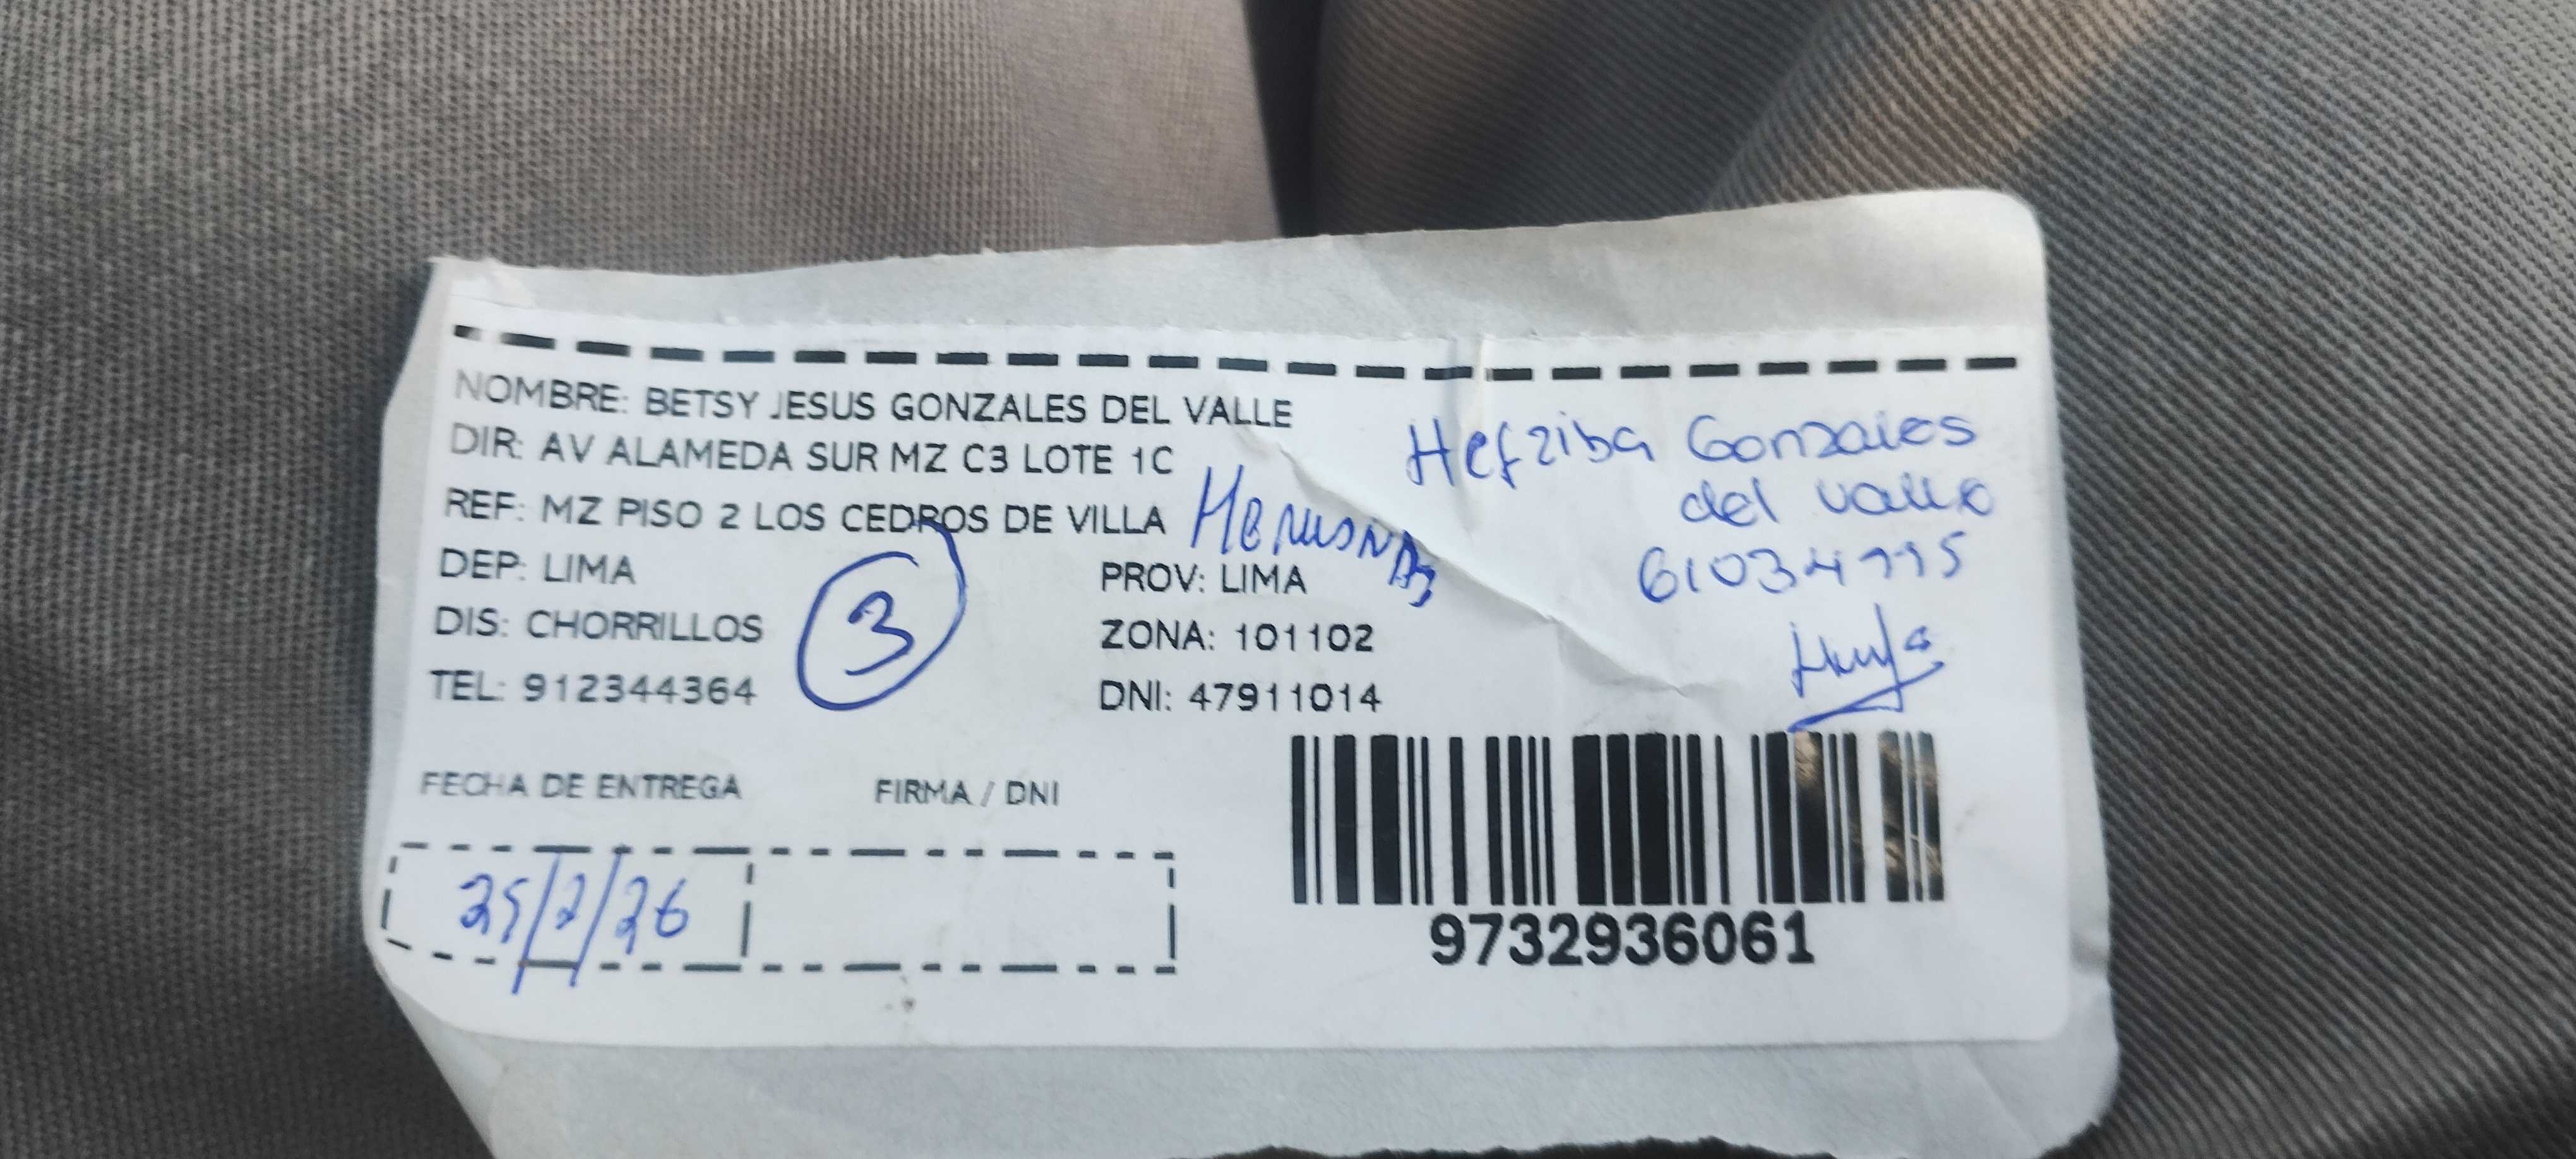 NOMBRE: BETSY JESUS GONZALES DEL VALLE
DIR: AV ALAMEDA SUR MZ C3 LOTE 1C
REF: MZ PISO 2 LOS CEDROS DE VILLA
Hefziba Gonzales
del valle
DEP: LIMA
PROV: LIMA
DIS: CHORRILLOS
3
ZONA: 101102
TEL: 912344364
DNI: 47911014
FECHA DE ENTREGA
FIRMA / DNI
25/2/26
9732936061